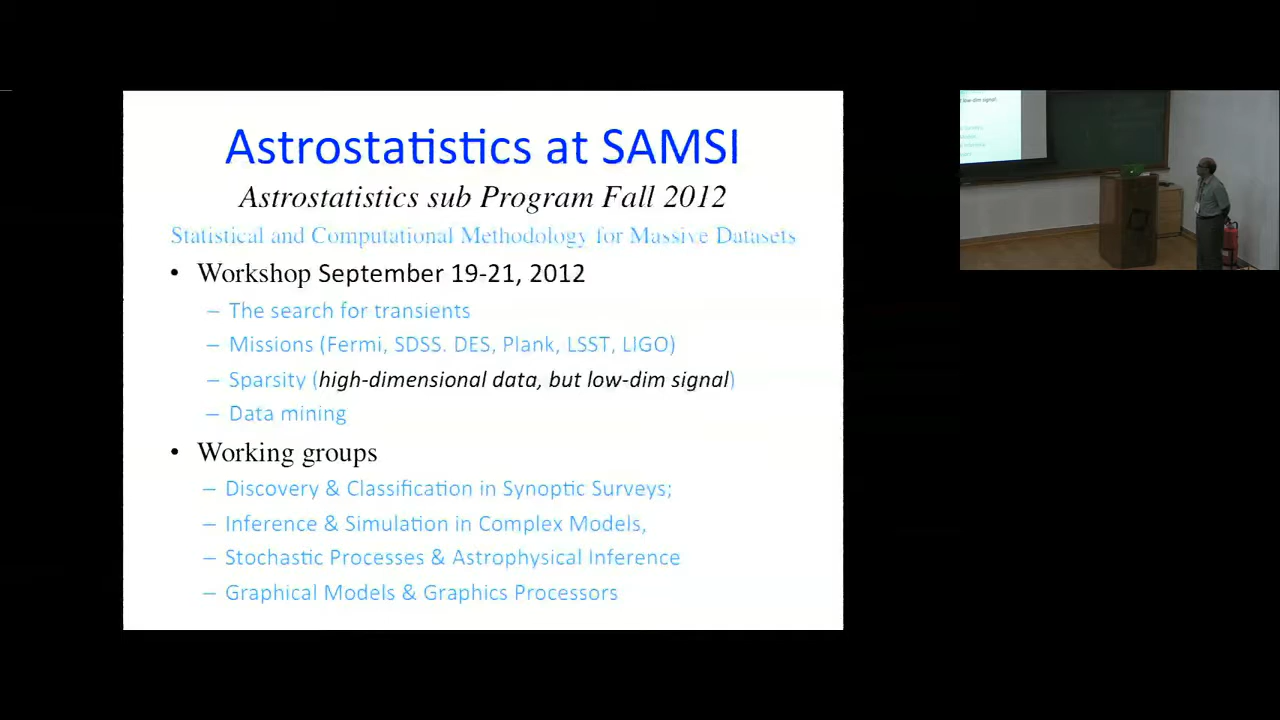 Astrostatistics at SAMSI
Astrostatistics sub Program Fall 2012
Statistical and Computational Methodology for Massive Datasets
• Workshop September 19-21, 2012
– The search for transients
– Missions (Fermi, SDSS. DES, Plank, LSST, LIGO)
– Sparsity (high-dimensional data, but low-dim signal)
– Data mining
• Working groups
– Discovery & Classification in Synoptic Surveys;
– Inference & Simulation in Complex Models,
– Stochastic Processes & Astrophysical Inference
– Graphical Models & Graphics Processors
low-dim signal)